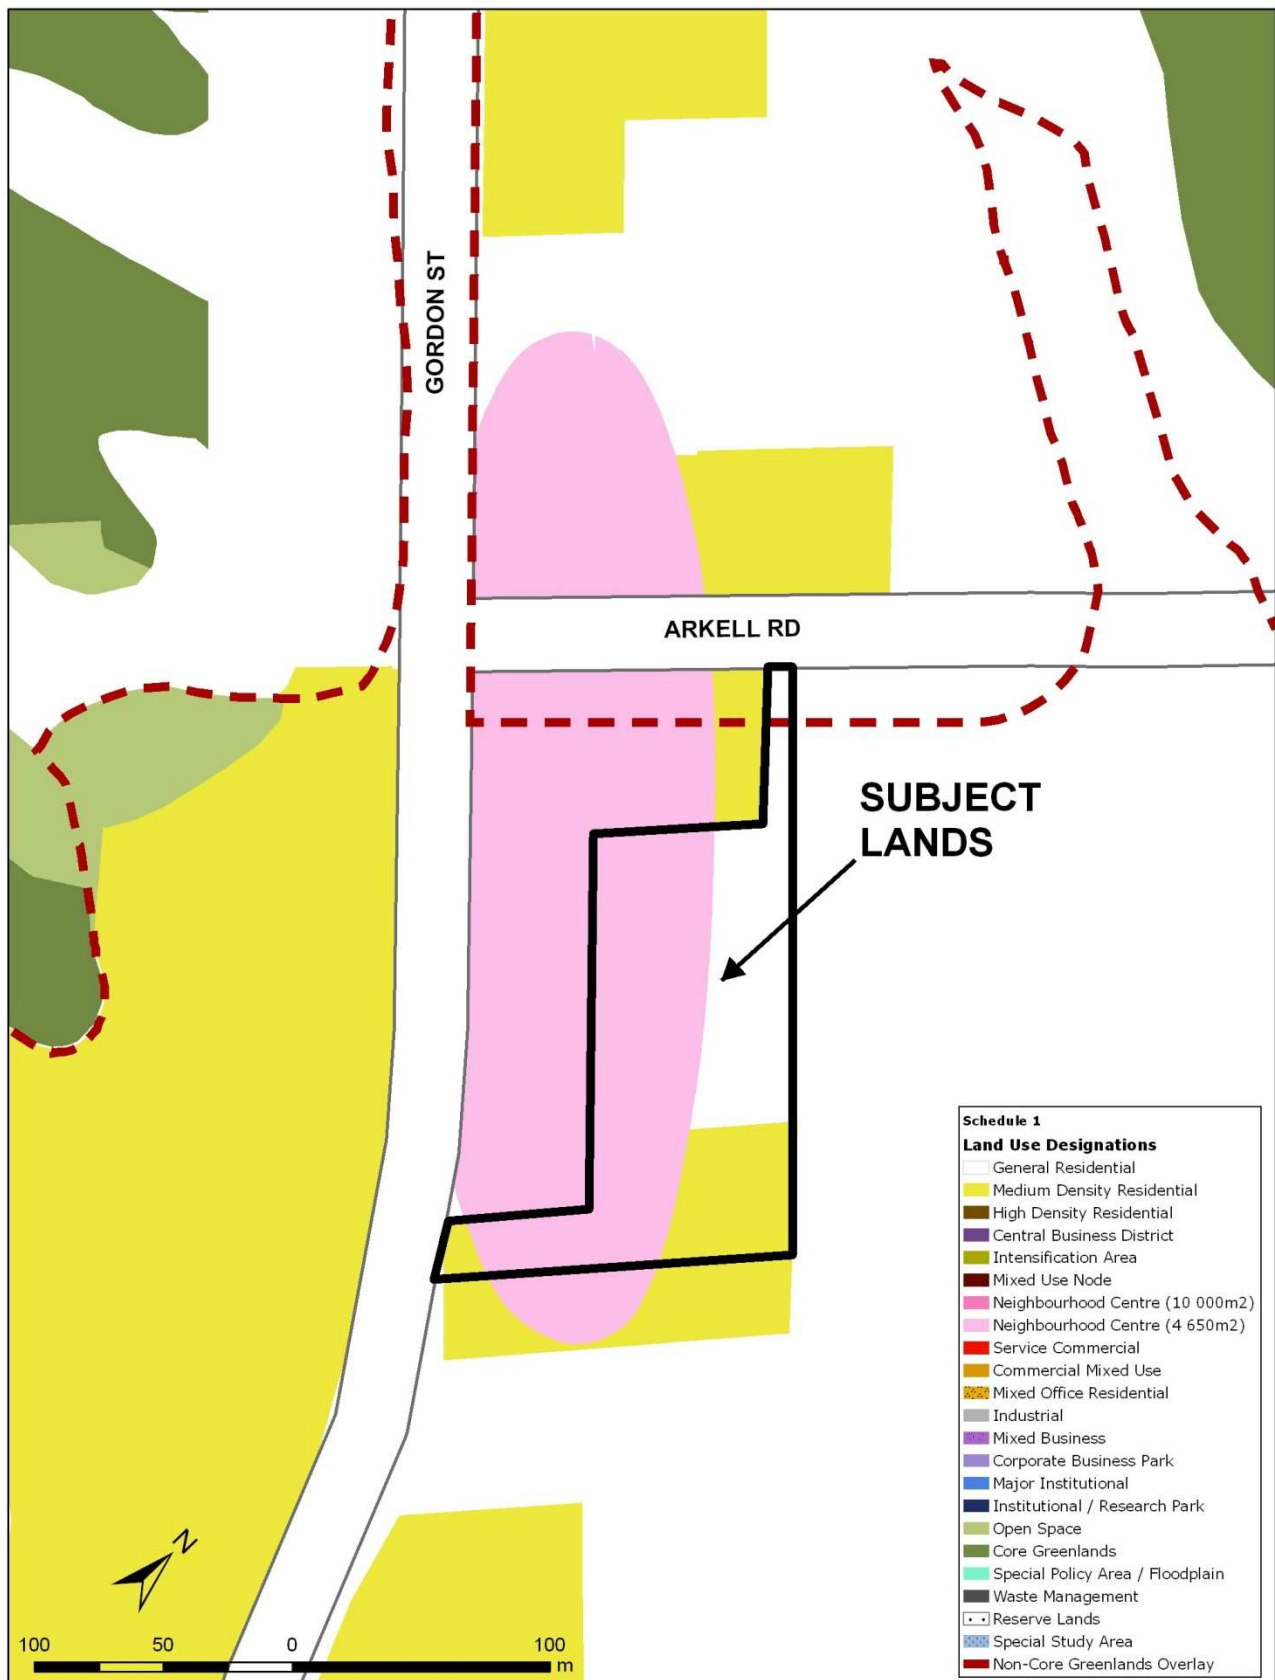 GORDON ST
ARKELL RD
SUBJECT
LANDS
Schedule 1
Land Use Designations
General Residential
Medium Density Residential
High Density Residential
Central Business District
Intensification Area
Mixed Use Node
Neighbourhood Centre (10 000m2)
Neighbourhood Centre (4 650m2)
Service Commercial
Commercial Mixed Use
Mixed Office Residential
Industrial
Mixed Business
Corporate Business Park
Major Institutional
Institutional / Research Park
Open Space
Core Greenlands
Special Policy Area / Floodplain
Waste Management
Reserve Lands
Special Study Area
Non-Core Greenlands Overlay
N
100 50 0 100
m